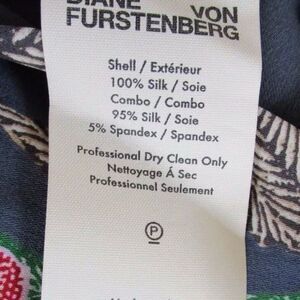 DIANE VON
FURSTENBERG
Shell / Extérieur
100% Silk / Soie
Combo / Combo
95% Silk / Soie
5% Spandex / Spandex
Professional Dry Clean Only
Nettoyage Á Sec
Professionnel Seulement
P